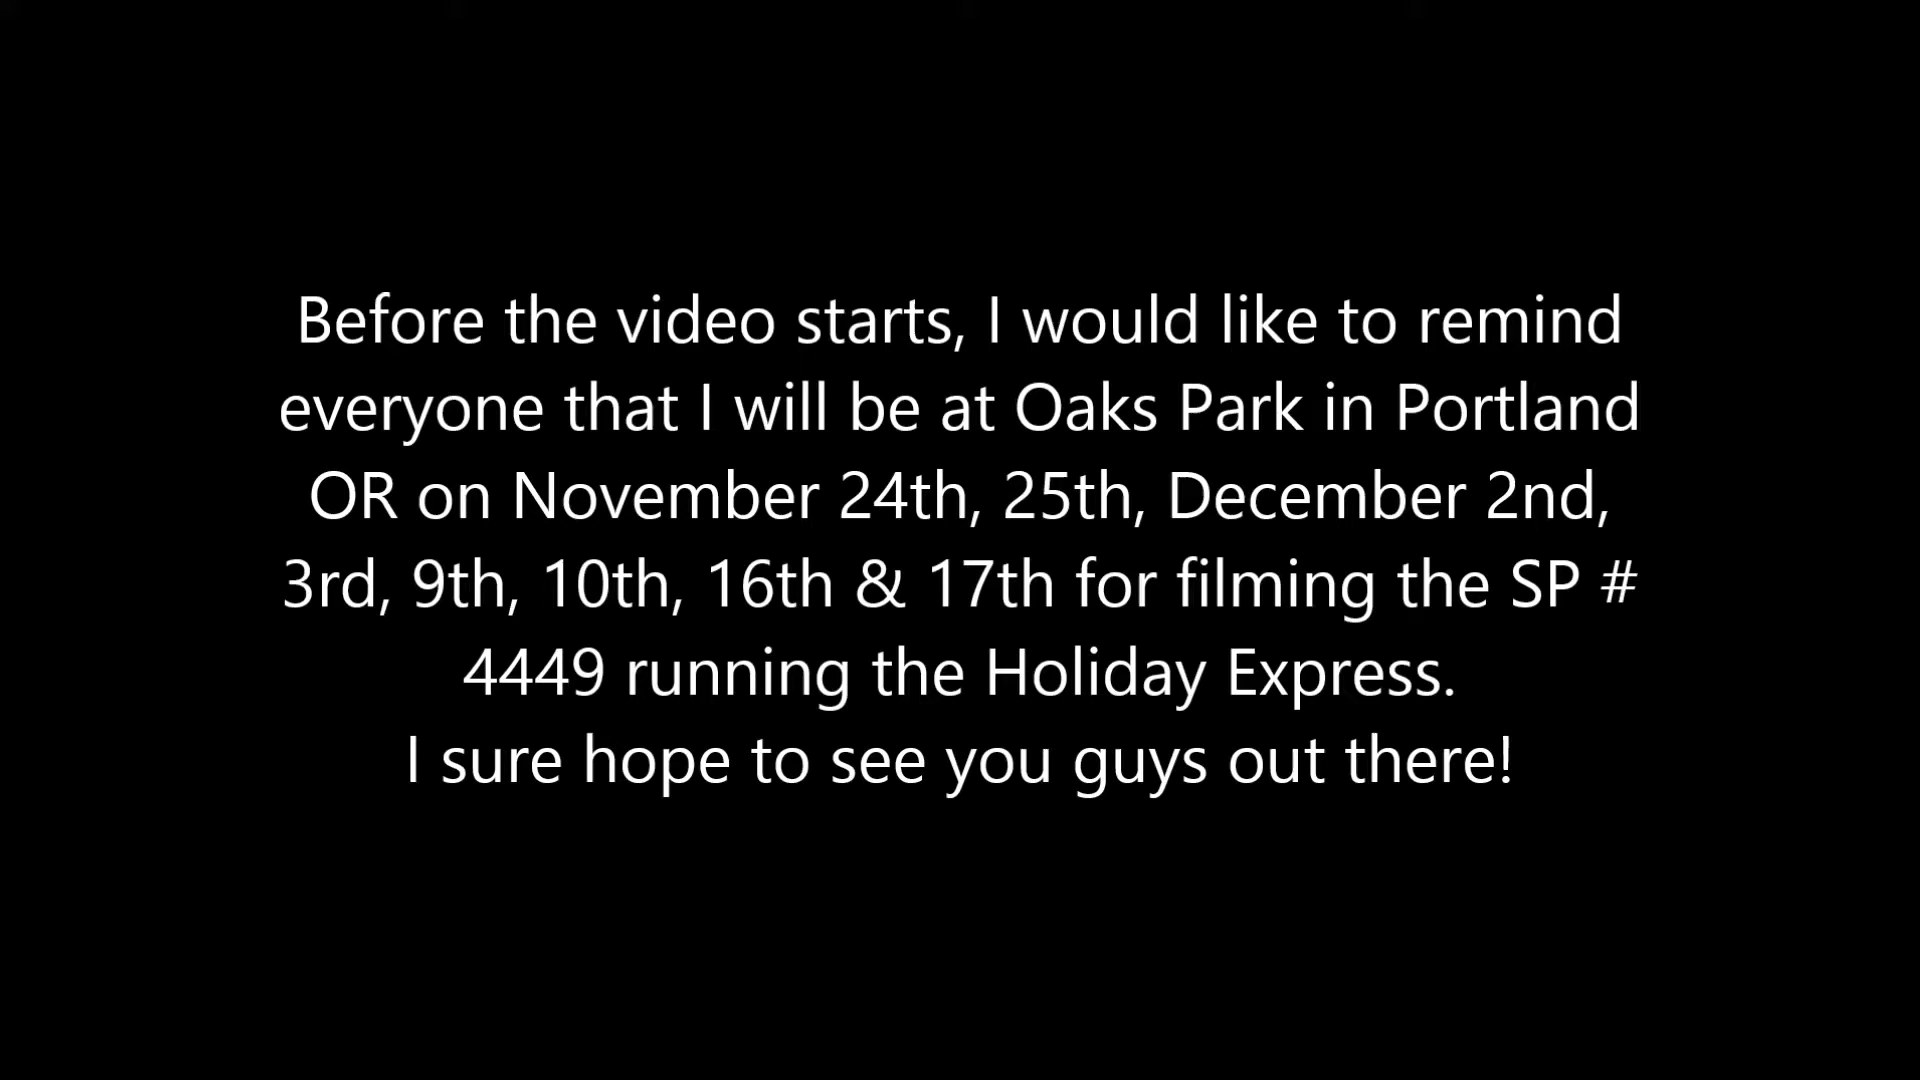 Before the video starts, I would like to remind
everyone that I will be at Oaks Park in Portland
OR on November 24th, 25th, December 2nd,
3rd, 9th, 10th, 16th & 17th for filming the SP #
4449 running the Holiday Express.
I sure hope to see you guys out there!